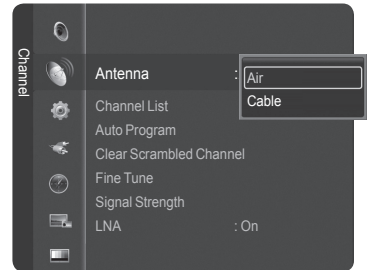 Channel
Antenna : Air
Cable
Channel List
Auto Program
Clear Scrambled Channel
Fine Tune
Signal Strength
LNA : On